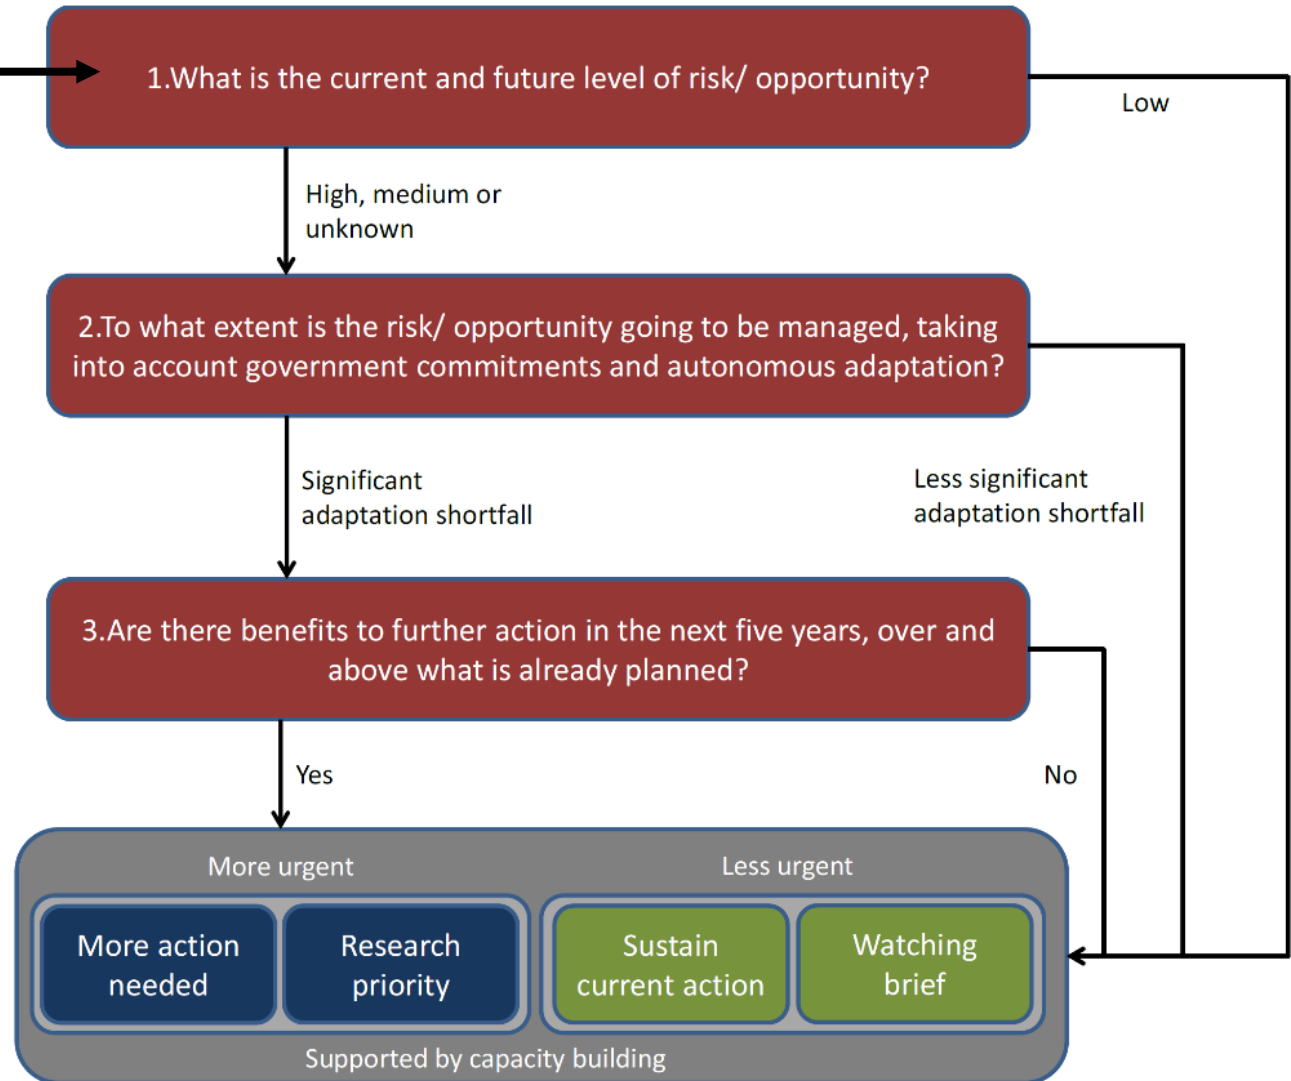 1.What is the current and future level of risk/ opportunity?
Low
High, medium or
unknown
2.To what extent is the risk/ opportunity going to be managed, taking
into account government commitments and autonomous adaptation?
Significant
adaptation shortfall
Less significant
adaptation shortfall
3.Are there benefits to further action in the next five years, over and
above what is already planned?
Yes
No
More urgent
Less urgent
More action
needed
Research
priority
Sustain
current action
Watching
brief
Supported by capacity building